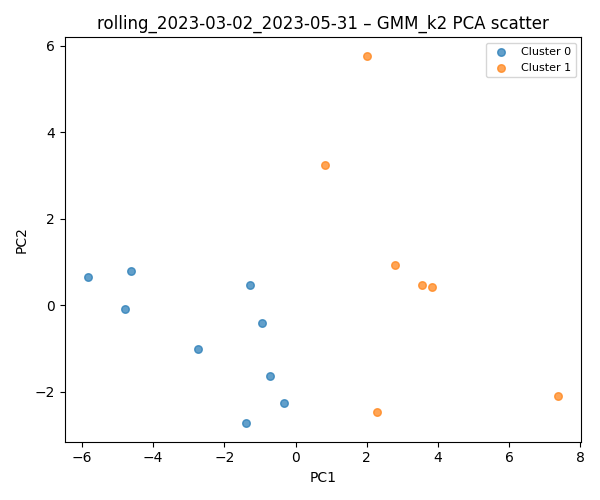 rolling_2023-03-02_2023-05-31 – GMM_k2 PCA scatter
Cluster 0
Cluster 1
6
4
2
0
−2
PC2
−6
−4
−2
0
2
4
6
8
PC1